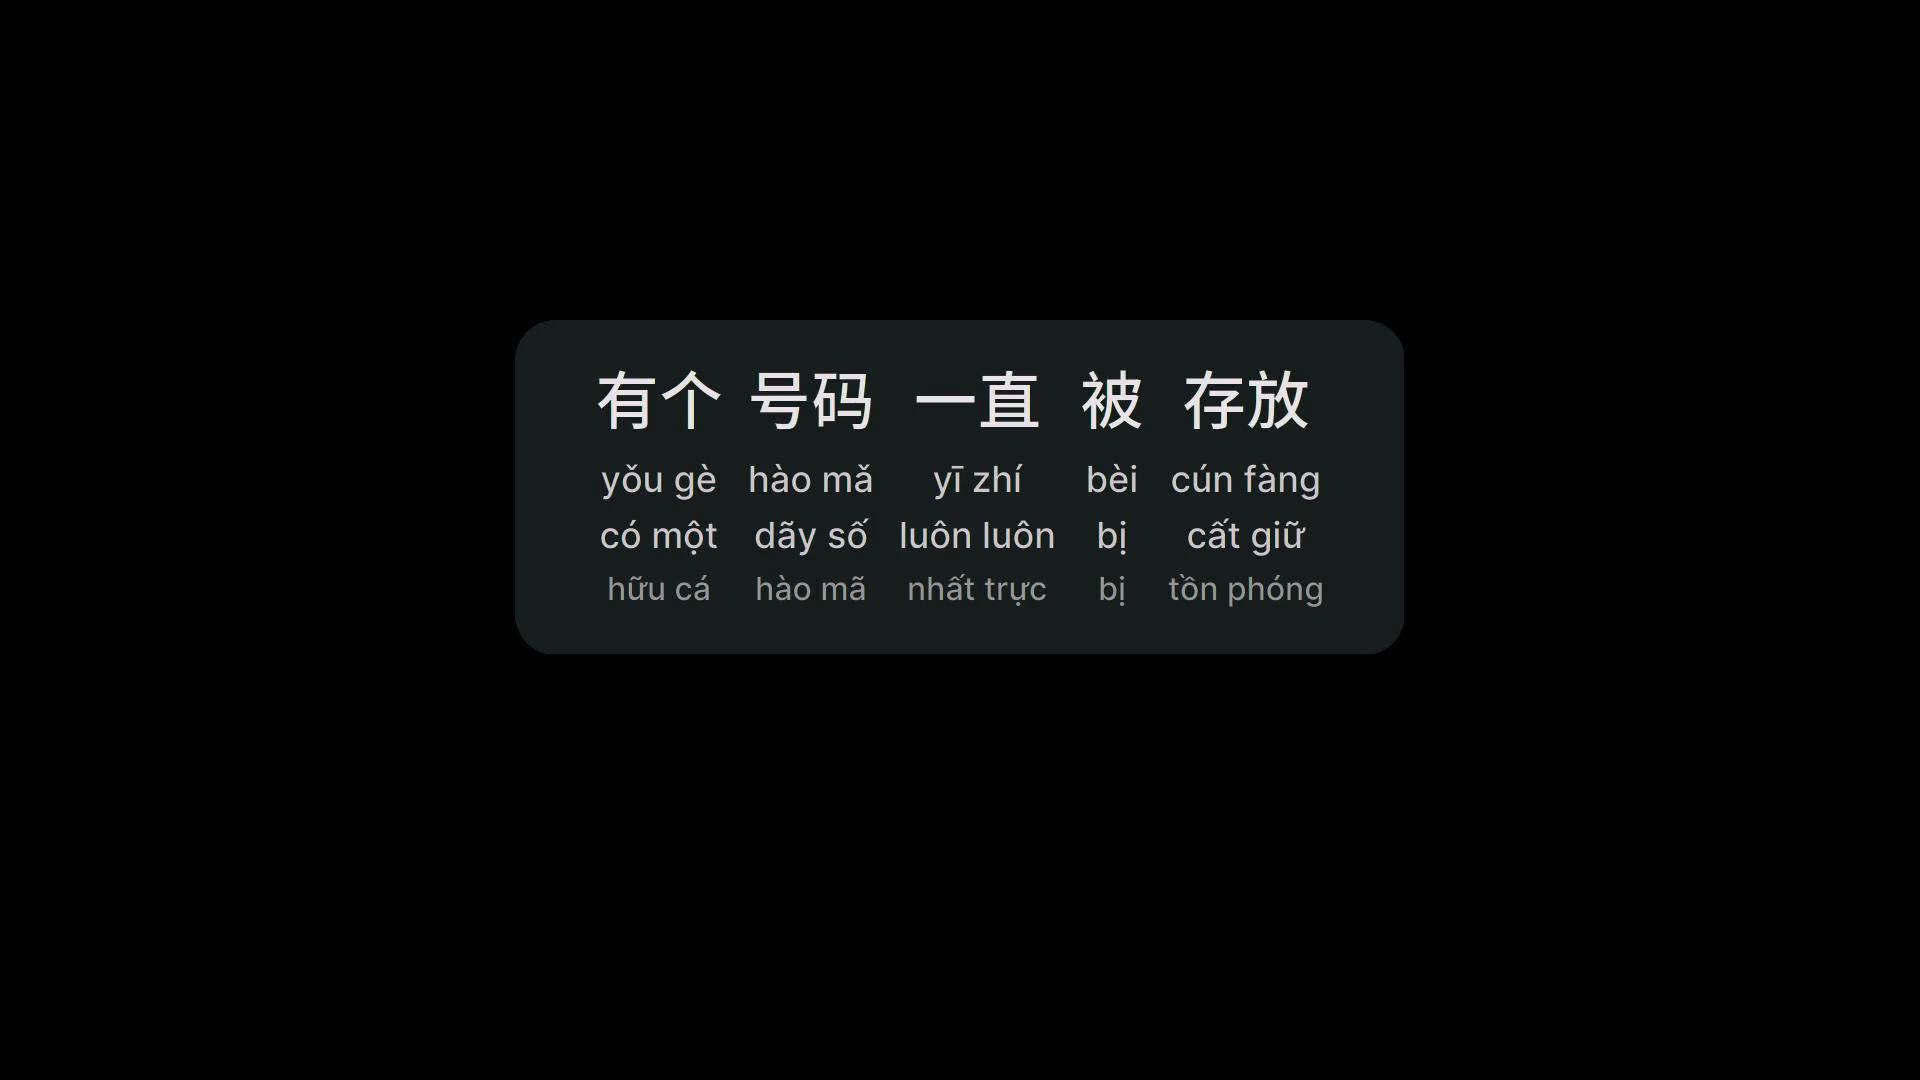 有个 号码 一直 被 存放
yǒu gè hào mǎ yī zhí bèi cún fàng
có một dãy số luôn luôn bị cất giữ
hữu cá hào mã nhất trực bị tồn phóng